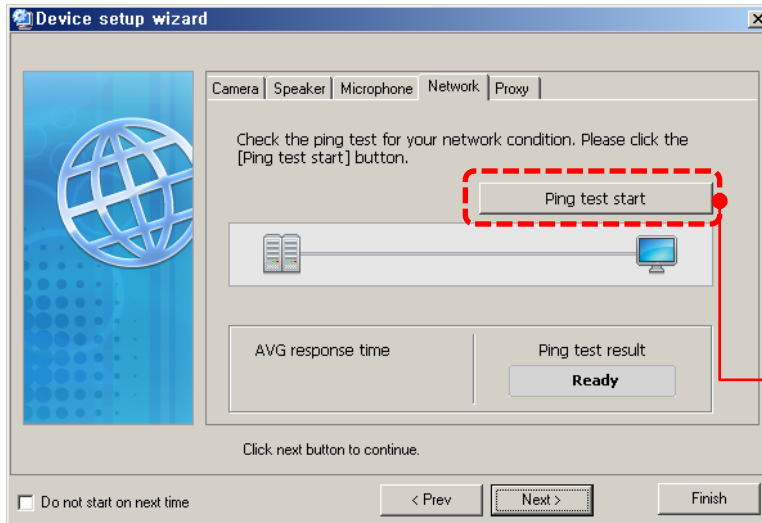 Device setup wizard
Camera Speaker Microphone Network Proxy
Check the ping test for your network condition. Please click the
[Ping test start] button.
Ping test start
AVG response time
Ping test result
Ready
Click next button to continue.
Do not start on next time
< Prev
Next >
Finish